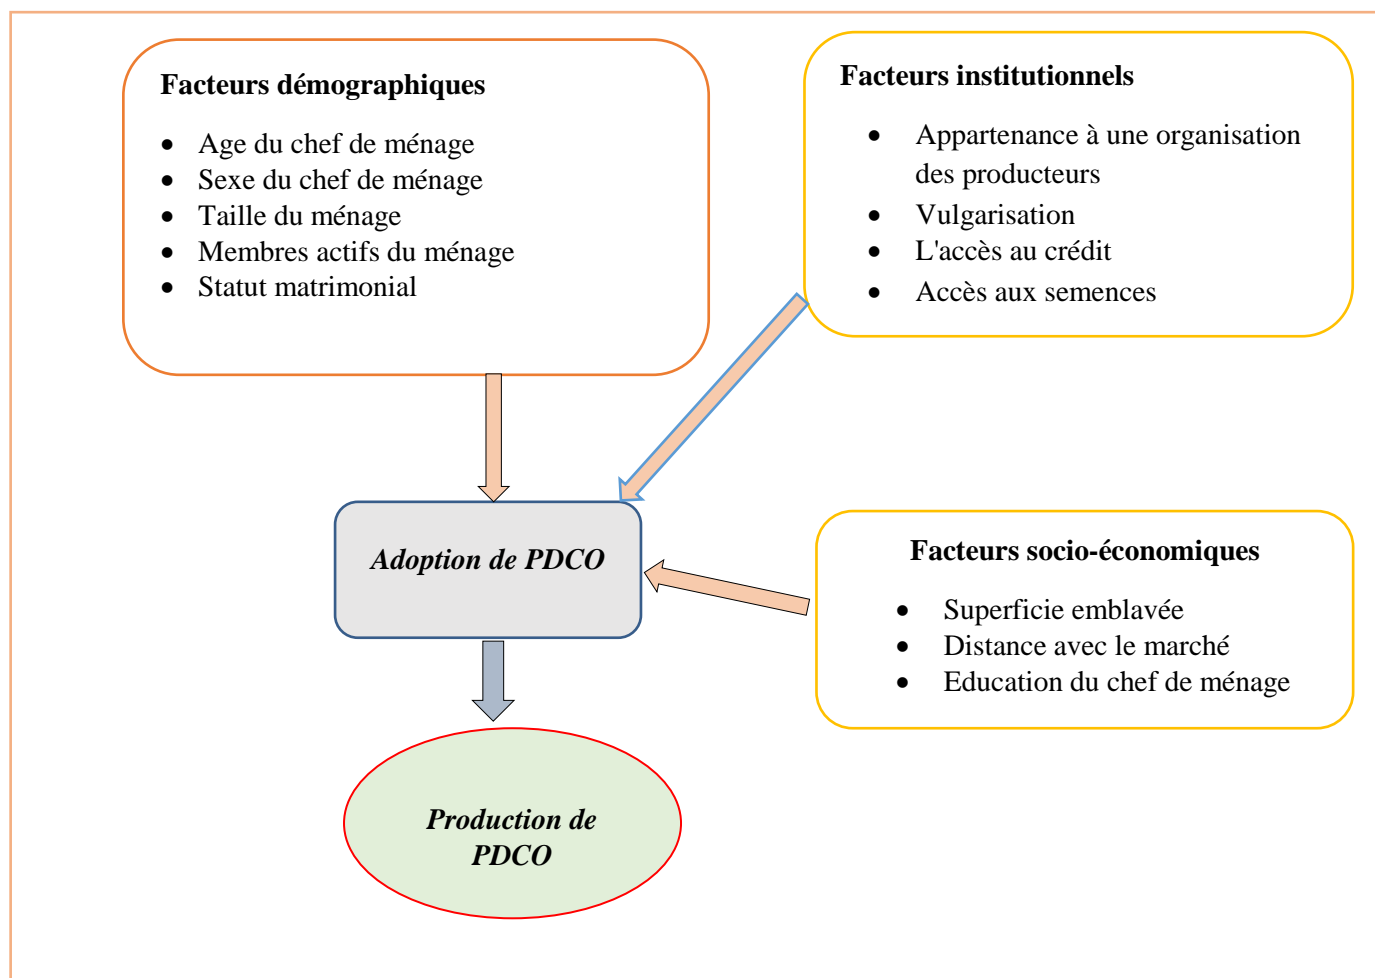 Facteurs démographiques
• Age du chef de ménage
• Sexe du chef de ménage
• Taille du ménage
• Membres actifs du ménage
• Statut matrimonial
Facteurs institutionnels
• Appartenance à une organisation
des producteurs
• Vulgarisation
• L'accès au crédit
• Accès aux semences
Adoption de PDCO
Facteurs socio-économiques
• Superficie emblavée
• Distance avec le marché
• Education du chef de ménage
Production de
PDCO